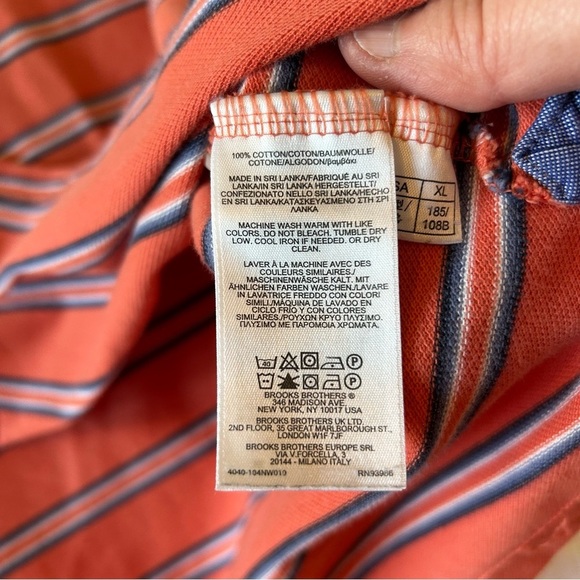 100% COTTON/COTON/BAUMWOLLE/
COTONE/ALGODON/βαμβάκι
MADE IN SRI LANKA/FABRIQUÉ AU SRI
LANKA/IN SRI LANKA HERGESTELLT/
CONFEZIONATO NELLO SRI LANKA/HECHO
EN SRI LANKA/ΚΑΤΑΣΚΕΥΑΣΜΕΝΟ ΣΤΗ ΣΡΙ
ΛΑΝΚΑ
MACHINE WASH WARM WITH LIKE
COLORS. DO NOT BLEACH. TUMBLE DRY
LOW. COOL IRON IF NEEDED. OR DRY
CLEAN.
LAVER À LA MACHINE AVEC DES
COULEURS SIMILAIRES./
MASCHINENWÄSCHE KALT. MIT
ÄHNLICHEN FARBEN WASCHEN./LAVARE
IN LAVATRICE FREDDO CON COLORI
SIMILI./MÁQUINA DE LAVADO EN
CICLO FRÍO Y CON COLORES
SIMILARES./ΡΟΥΧΩΝ ΚΡΥΟ ΠΛΥΣΙΜΟ.
ΠΛΥΣΙΜΟ ΜΕ ΠΑΡΟΜΟΙΑ ΧΡΩΜΑΤΑ.
40
BROOKS BROTHERS ®
346 MADISON AVE.
NEW YORK, NY 10017 USA
BROOKS BROTHERS UK LTD.
2ND FLOOR, 35 GREAT MARLBOROUGH ST.,
LONDON W1F 7JF
BROOKS BROTHERS EUROPE SRL
VIA V.FORCELLA, 3
20144 - MILANO ITALY
4040-104NW019 RN93986
SA XL
185/
108B